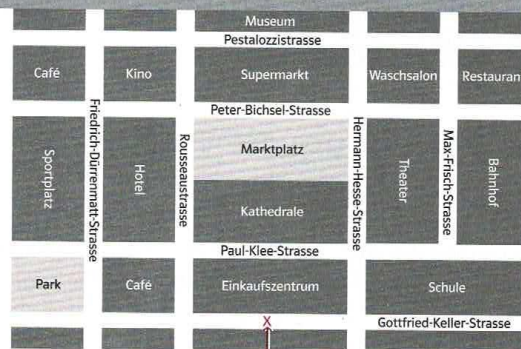 Museum
Pestalozzistrasse
Café
Kino
Supermarkt
Waschsalon
Restauran
Peter-Bichsel-Strasse
Friedrich-Dürrenmatt-Strasse
Rousseaustrasse
Hermann-Hesse-Strasse
Max-Frisch-Strasse
Sportplatz
Hotel
Marktplatz
Theater
Bahnhof
Kathedrale
Paul-Klee-Strasse
Park
Café
Einkaufszentrum
Schule
X
Gottfried-Keller-Strasse